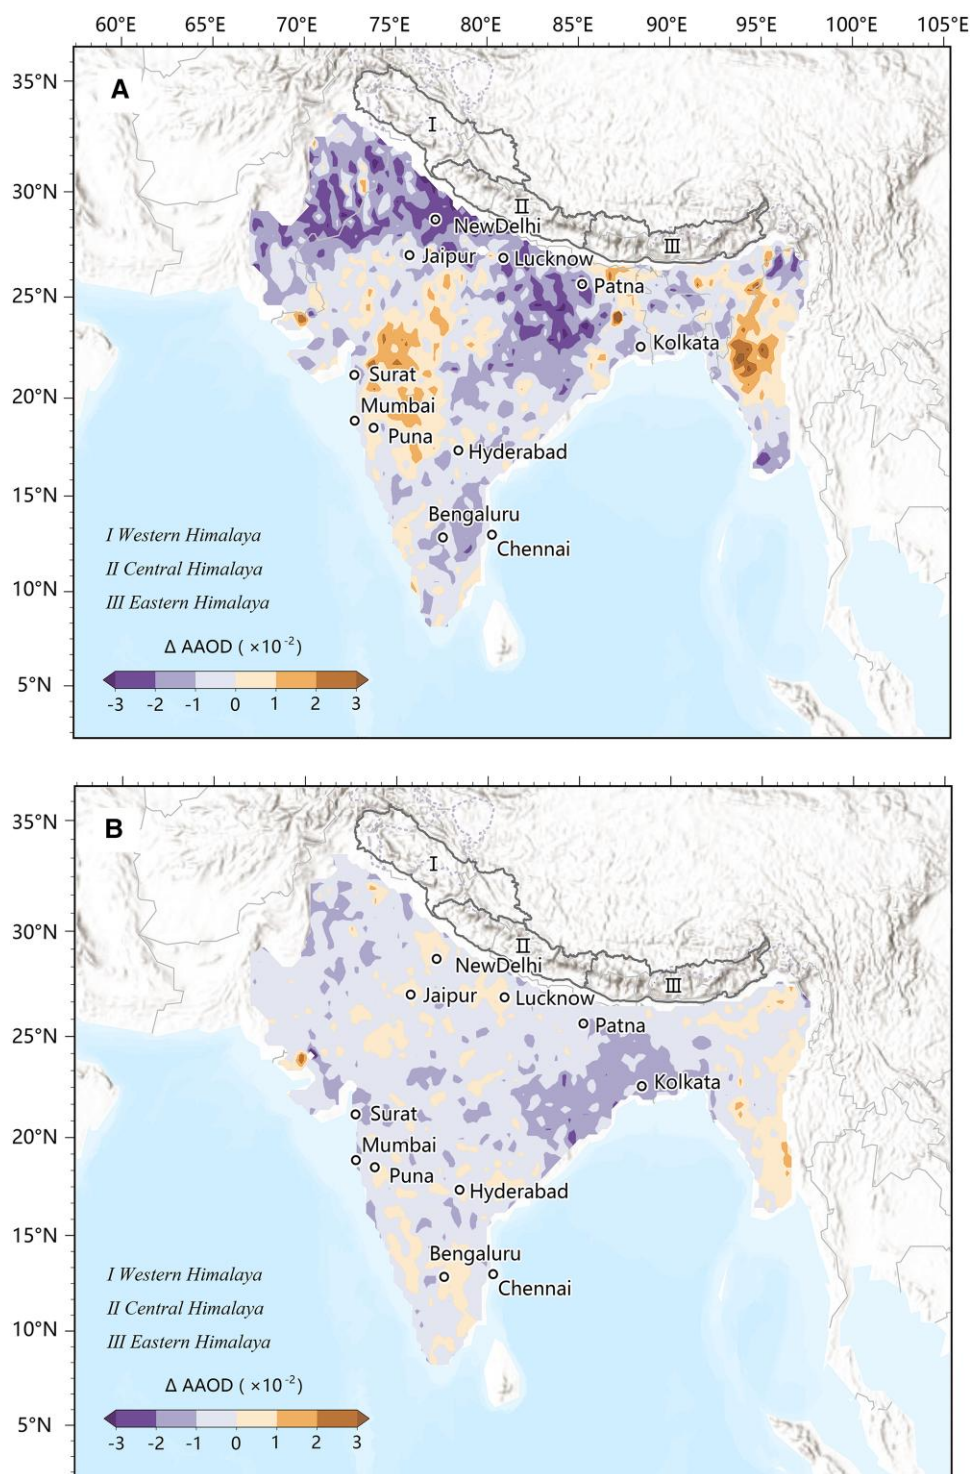 60°E 65°E 70°E 75°E 80°E 85°E 90°E 95°E 100°E 105°E
A
35°N
I
30°N
II
NewDelhi
III
Jaipur
Lucknow
25°N
Patna
Kolkata
Surat
20°N
Mumbai
Puna
Hyderabad
15°N
Bengaluru
I Western Himalaya
Chennai
II Central Himalaya
10°N
III Eastern Himalaya
Δ AAOD ( ×10⁻²)
5°N
-3 -2 -1 0 1 2 3
B
35°N
I
30°N
II
NewDelhi
III
Jaipur
Lucknow
25°N
Patna
Kolkata
Surat
20°N
Mumbai
Puna
Hyderabad
15°N
Bengaluru
I Western Himalaya
Chennai
II Central Himalaya
10°N
III Eastern Himalaya
Δ AAOD ( ×10⁻²)
5°N
-3 -2 -1 0 1 2 3